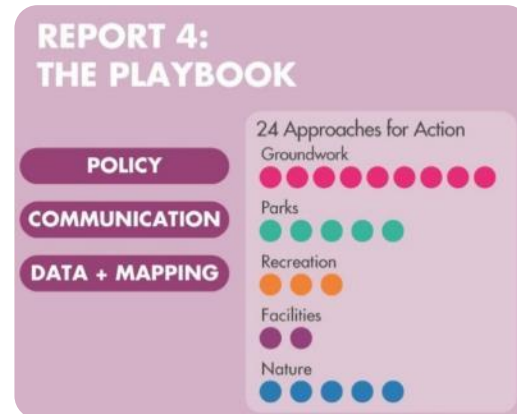 REPORT 4:
THE PLAYBOOK
POLICY
COMMUNICATION
DATA + MAPPING
24 Approaches for Action
Groundwork
Parks
Recreation
Facilities
Nature